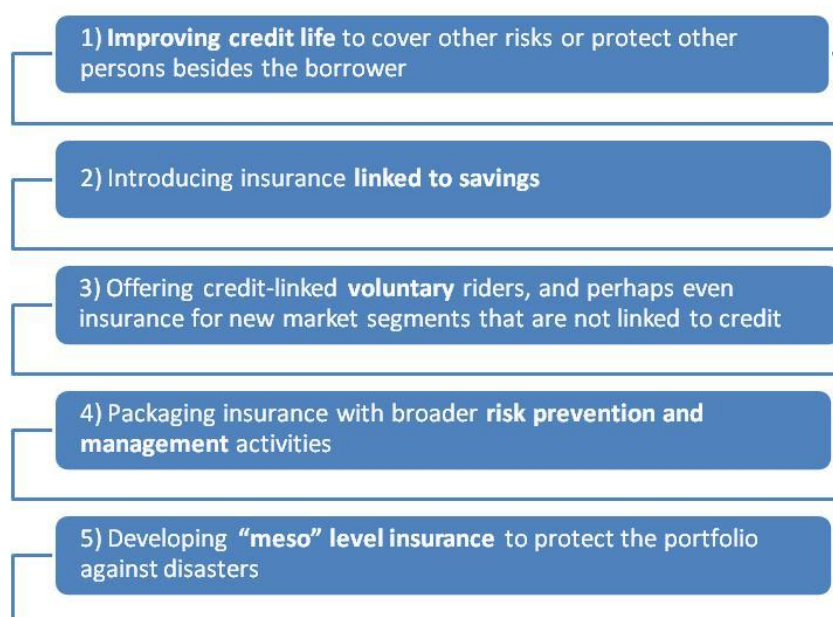 1) Improving credit life to cover other risks or protect other
persons besides the borrower
2) Introducing insurance linked to savings
3) Offering credit-linked voluntary riders, and perhaps even
insurance for new market segments that are not linked to credit
4) Packaging insurance with broader risk prevention and
management activities
5) Developing “meso” level insurance to protect the portfolio
against disasters